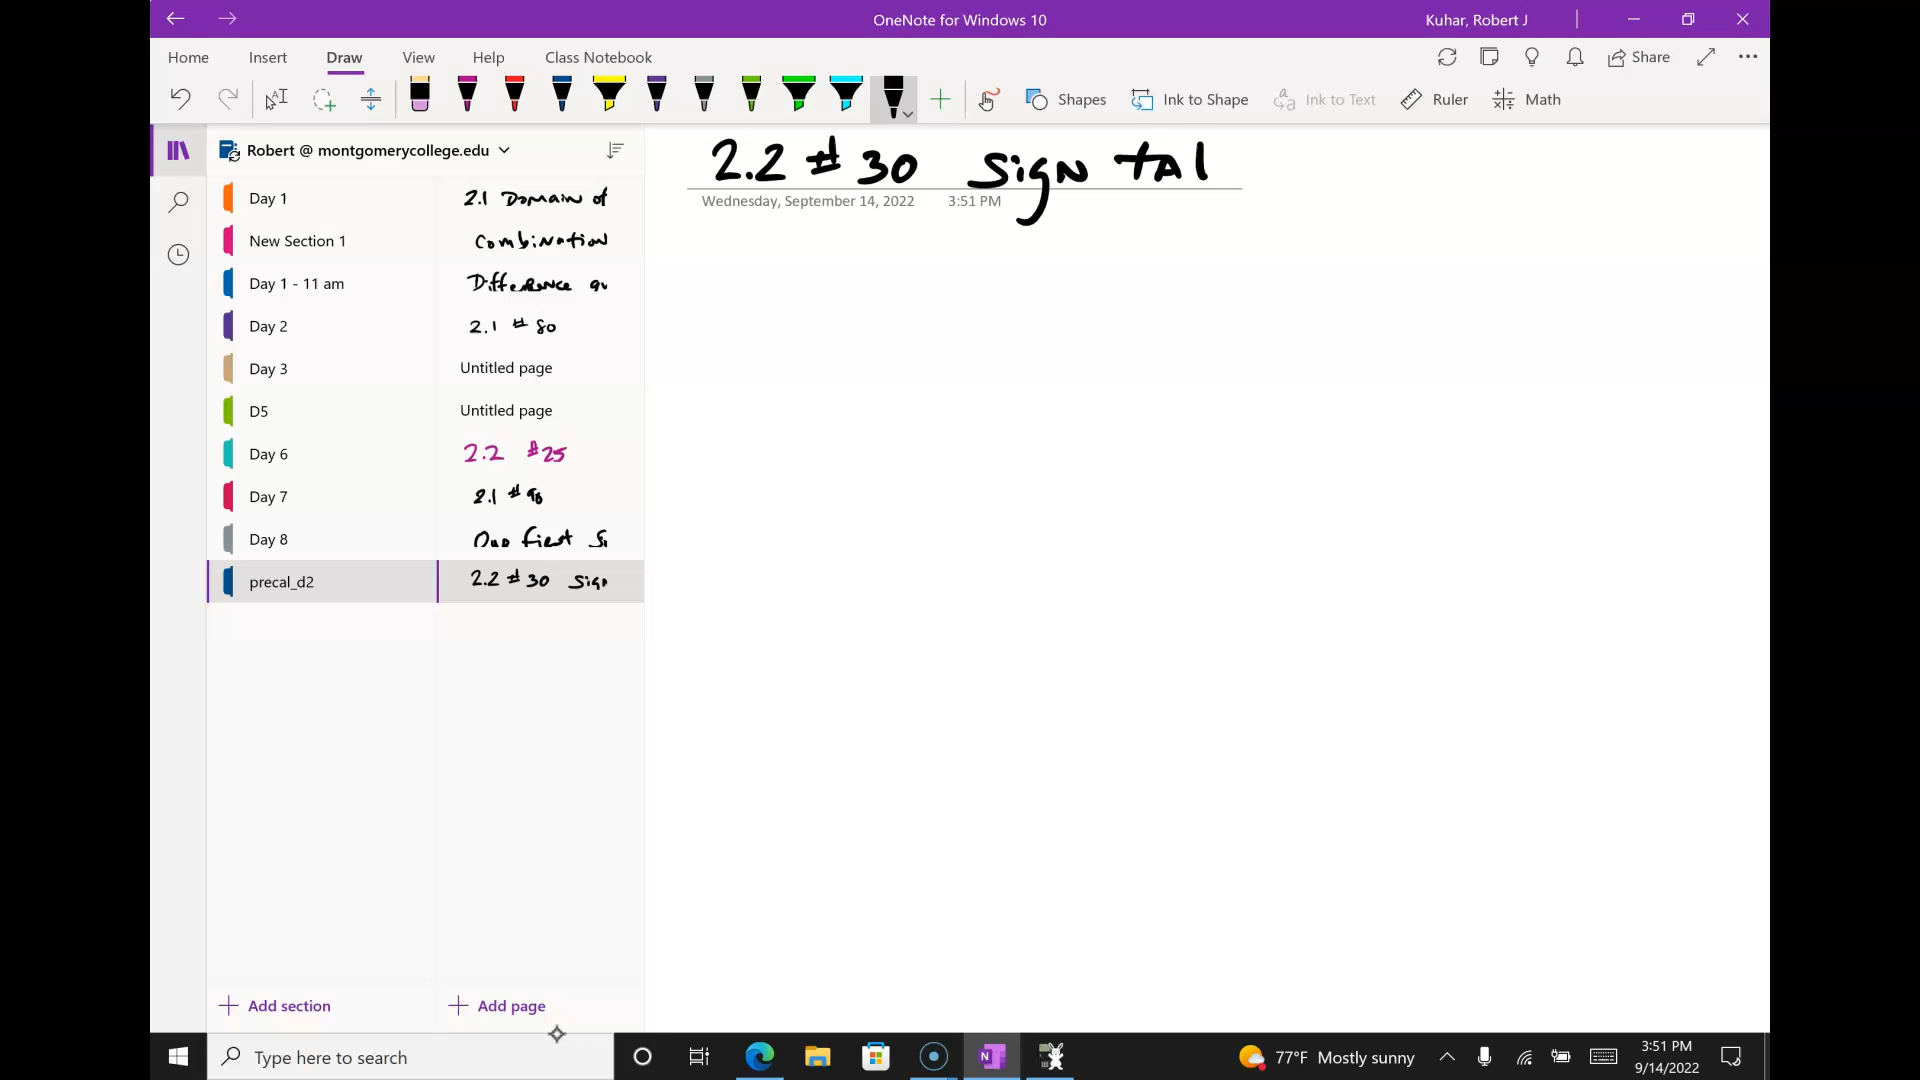 OneNote for Windows 10
Kuhar, Robert J
Home Insert Draw View Help Class Notebook
Share
Shapes Ink to Shape Ink to Text Ruler Math
Robert @ montgomerycollege.edu
2.2 # 30 Sign tAl
Wednesday, September 14, 2022 3:51 PM
Day 1
New Section 1
Day 1 - 11 am
Day 2
Day 3
D5
Day 6
Day 7
Day 8
precal_d2
2.1 Domain of
Combination
Difference qu
2.1 # 80
Untitled page
Untitled page
2.2 #25
2.1 #
first Si
2.2 # 30 Sign
Add section
Add page
Type here to search
77°F Mostly sunny
3:51 PM
9/14/2022